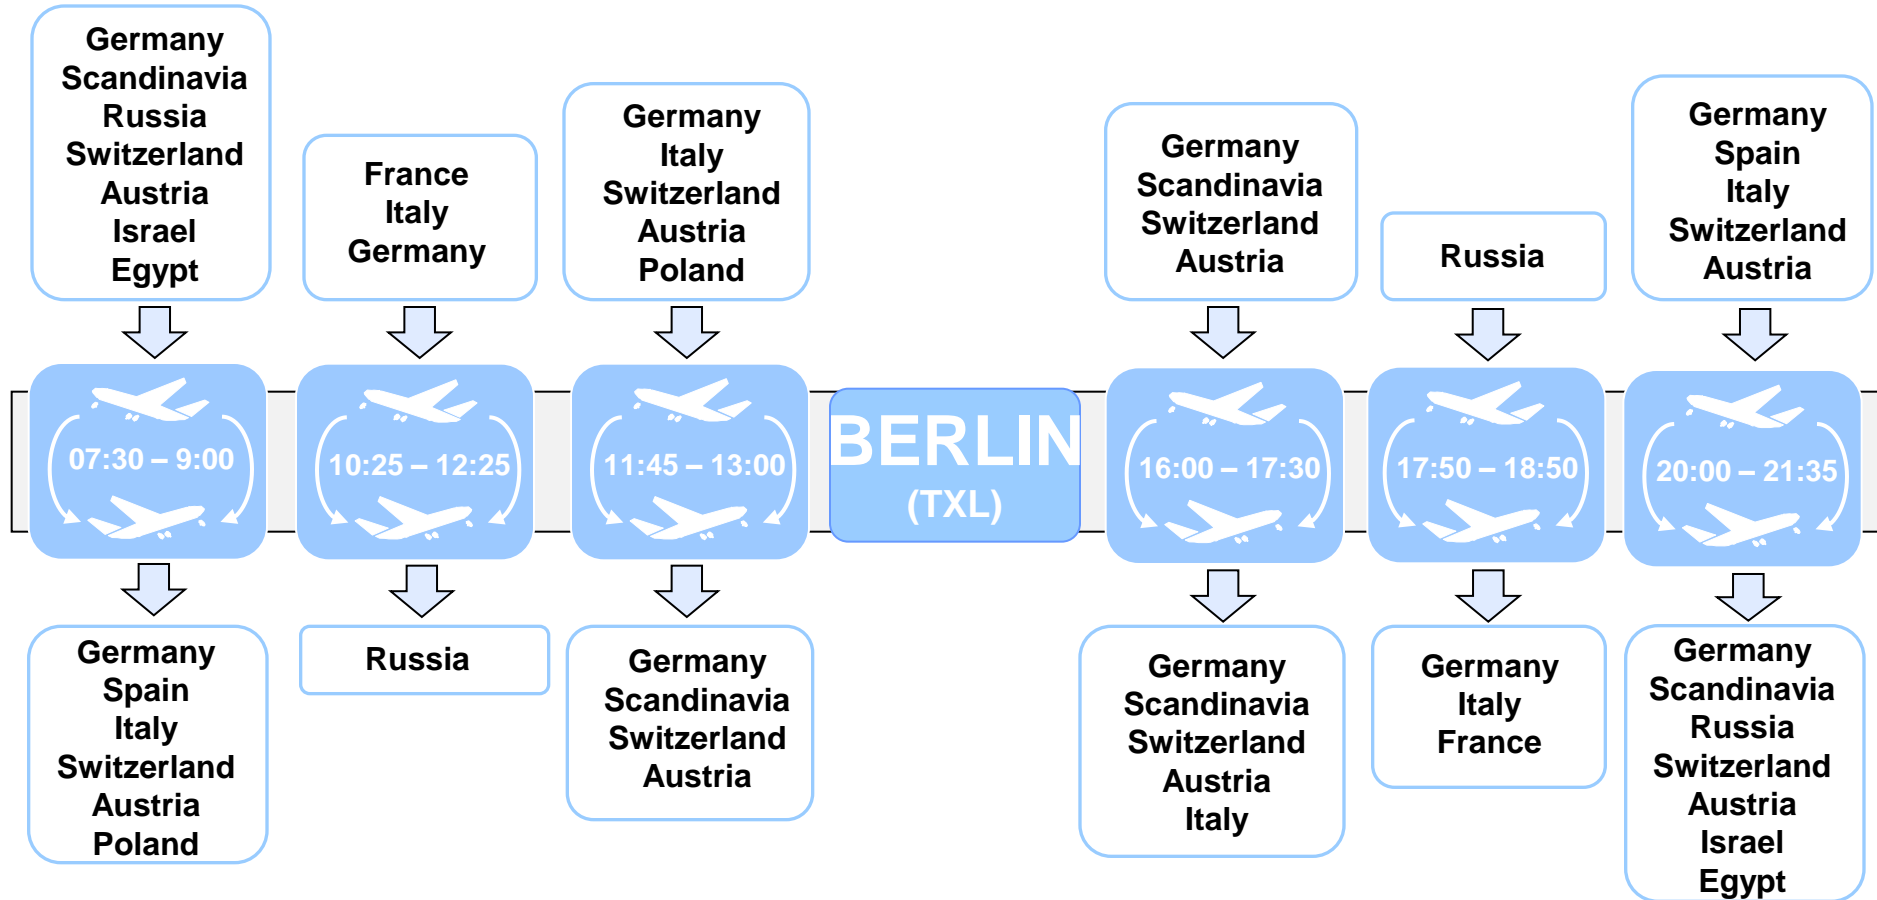 Germany
Scandinavia
Russia
Switzerland
Austria
Israel
Egypt
France
Italy
Germany
Germany
Italy
Switzerland
Austria
Poland
Germany
Scandinavia
Switzerland
Austria
Russia
Germany
Spain
Italy
Switzerland
Austria
07:30 – 9:00
10:25 – 12:25
11:45 – 13:00
BERLIN
(TXL)
16:00 – 17:30
17:50 – 18:50
20:00 – 21:35
Germany
Spain
Italy
Switzerland
Austria
Poland
Russia
Germany
Scandinavia
Switzerland
Austria
Germany
Scandinavia
Switzerland
Austria
Italy
Germany
Italy
France
Germany
Scandinavia
Russia
Switzerland
Austria
Israel
Egypt